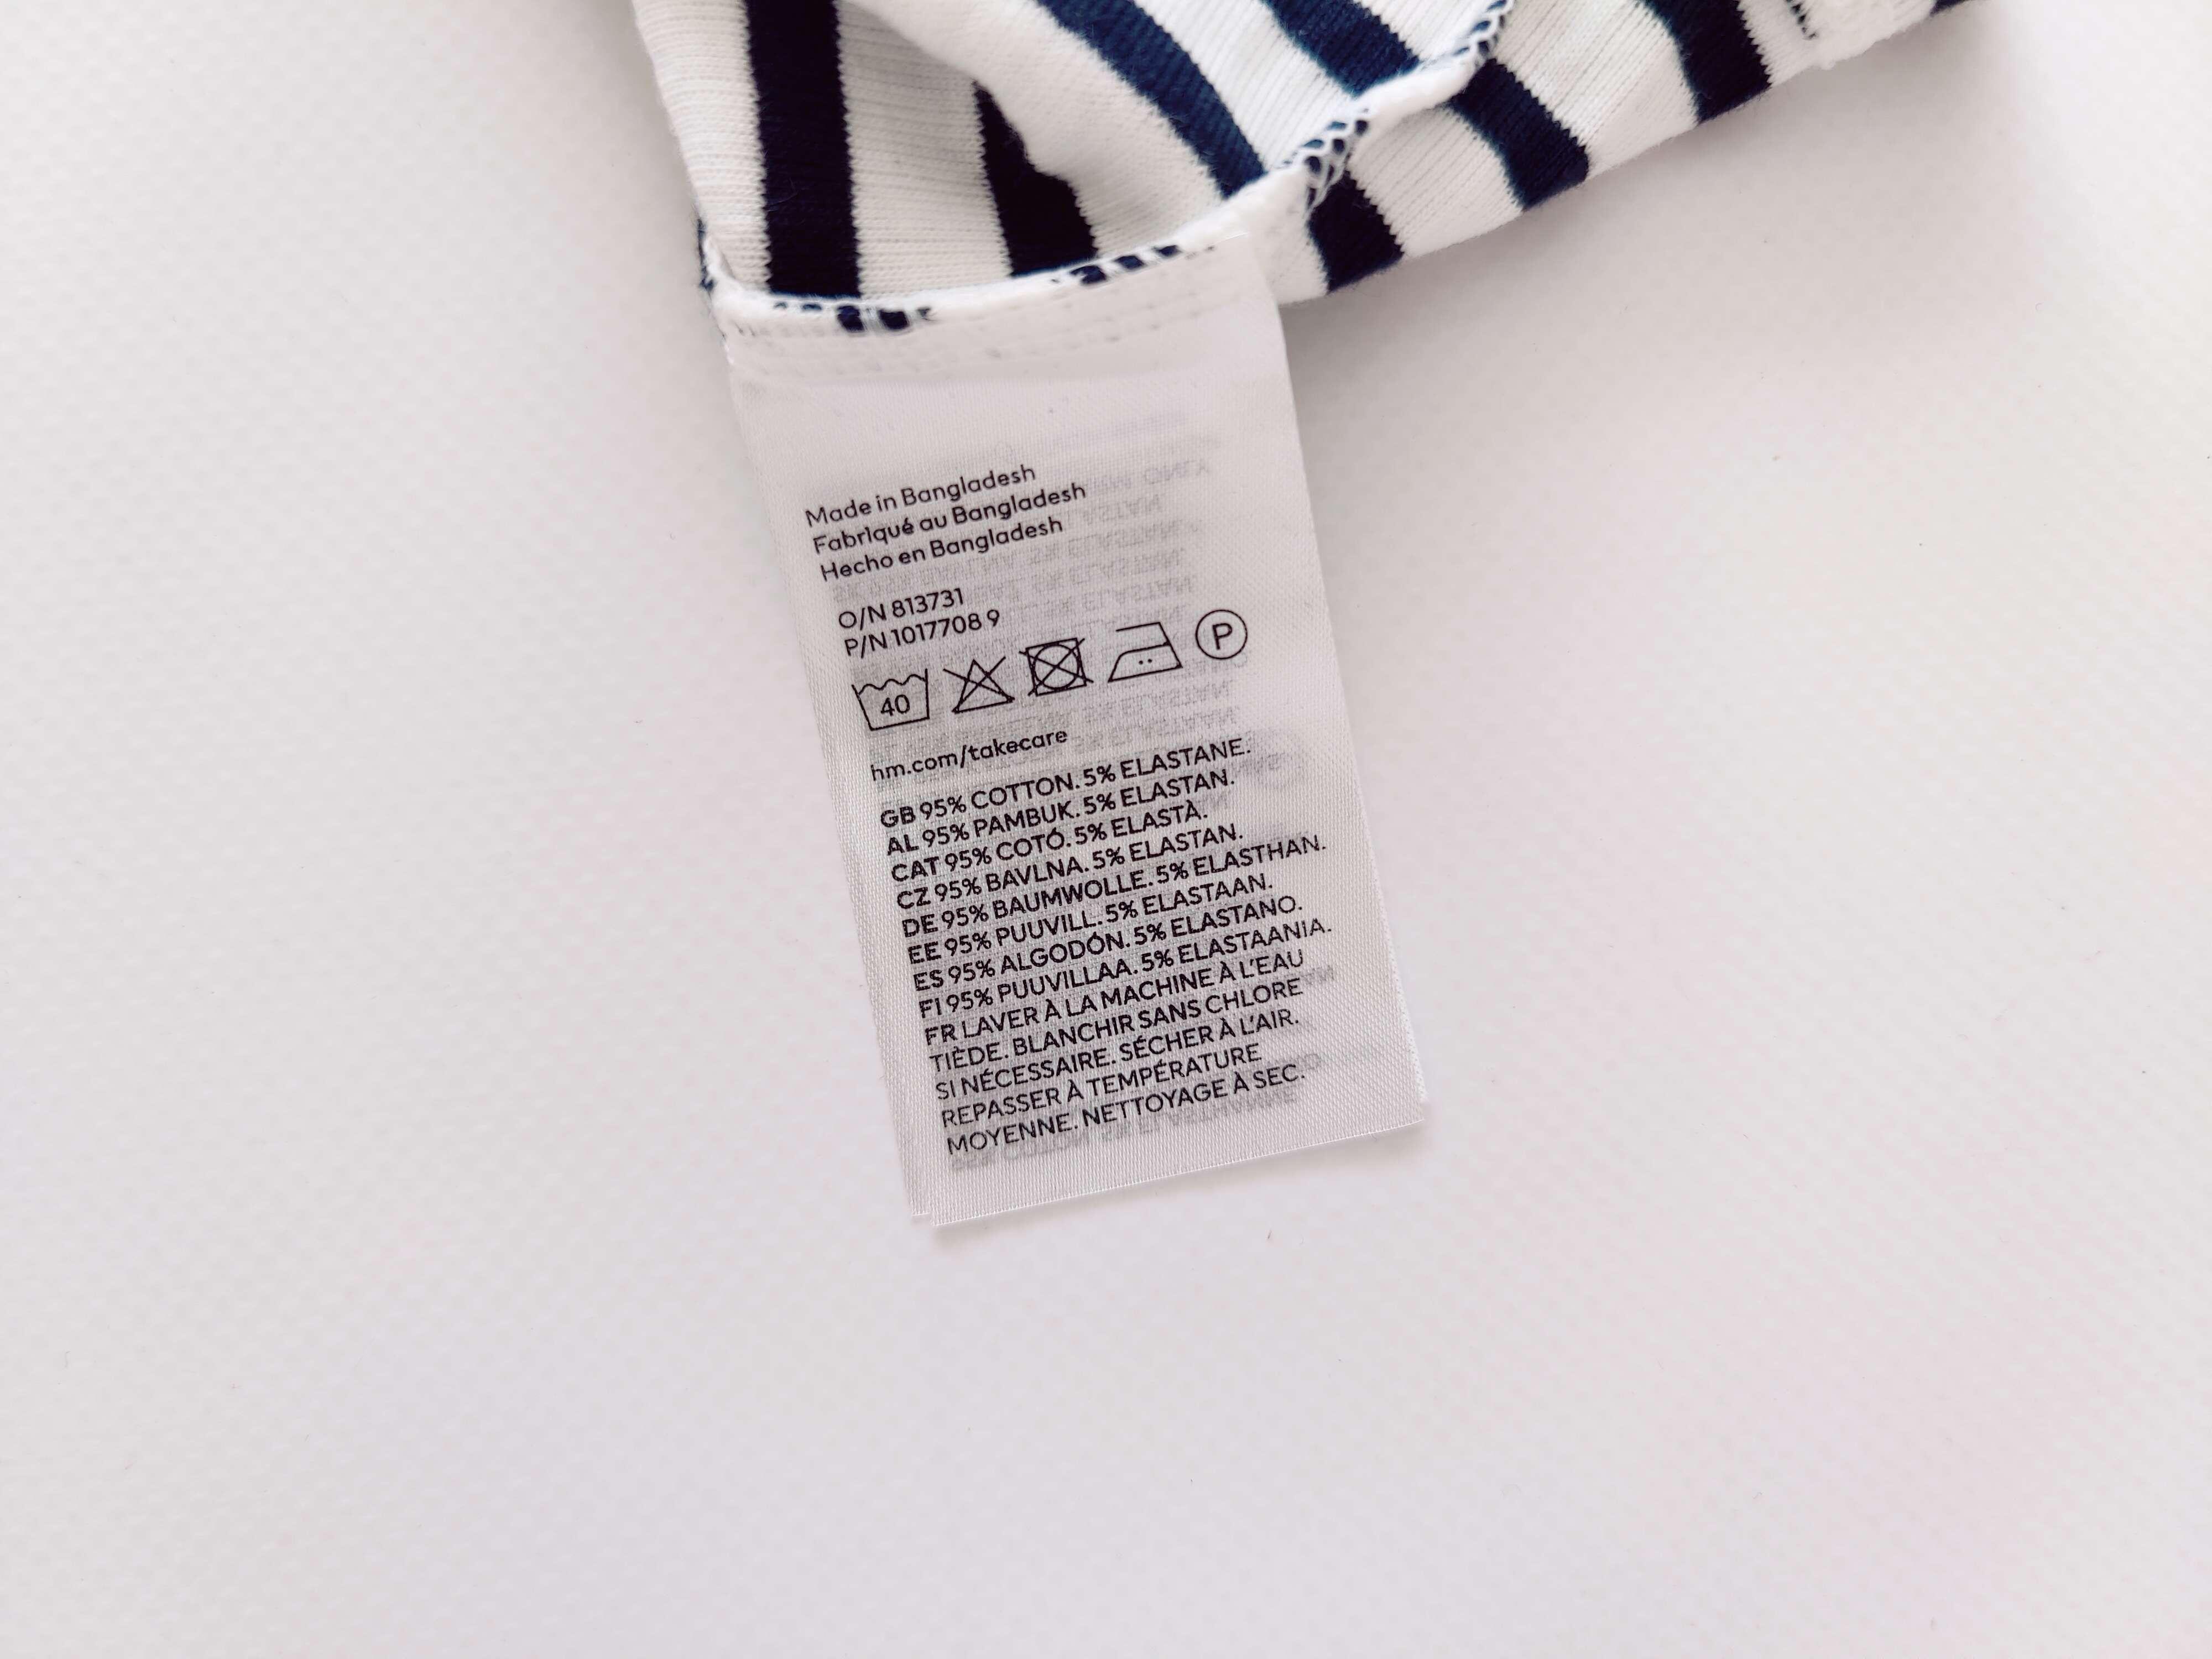 Made in Bangladesh
Fabriqué au Bangladesh
Hecho en Bangladesh
O/N 813731
P/N 1017708 9
40 P
hm.com/takecare
GB 95% COTTON. 5% ELASTANE.
AL 95% PAMBUK. 5% ELASTAN.
CAT 95% COTÓ. 5% ELASTÀ.
CZ 95% BAVLNA. 5% ELASTAN.
DE 95% BAUMWOLLE. 5% ELASTHAN.
EE 95% PUUVILL. 5% ELASTAAN.
ES 95% ALGODÓN. 5% ELASTANO.
FI 95% PUUVILLAA. 5% ELASTAANIA.
FR LAVER À LA MACHINE À L'EAU
TIÈDE. BLANCHIR SANS CHLORE
SI NÉCESSAIRE. SÉCHER À L'AIR.
REPASSER À TEMPÉRATURE
MOYENNE. NETTOYAGE À SEC.